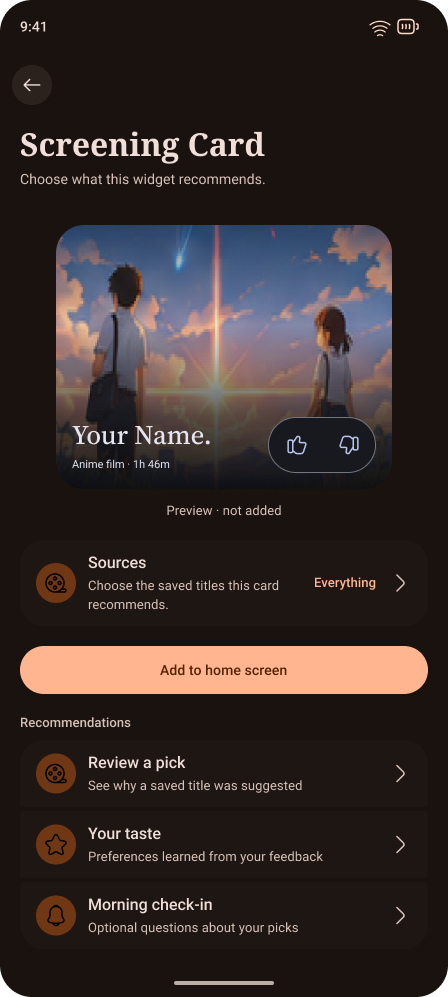 9:41
Screening Card
Choose what this widget recommends.
Your Name.
Anime film · 1h 46m
Preview · not added
Sources
Choose the saved titles this card
recommends.
Everything
Add to home screen
Recommendations
Review a pick
See why a saved title was suggested
Your taste
Preferences learned from your feedback
Morning check-in
Optional questions about your picks